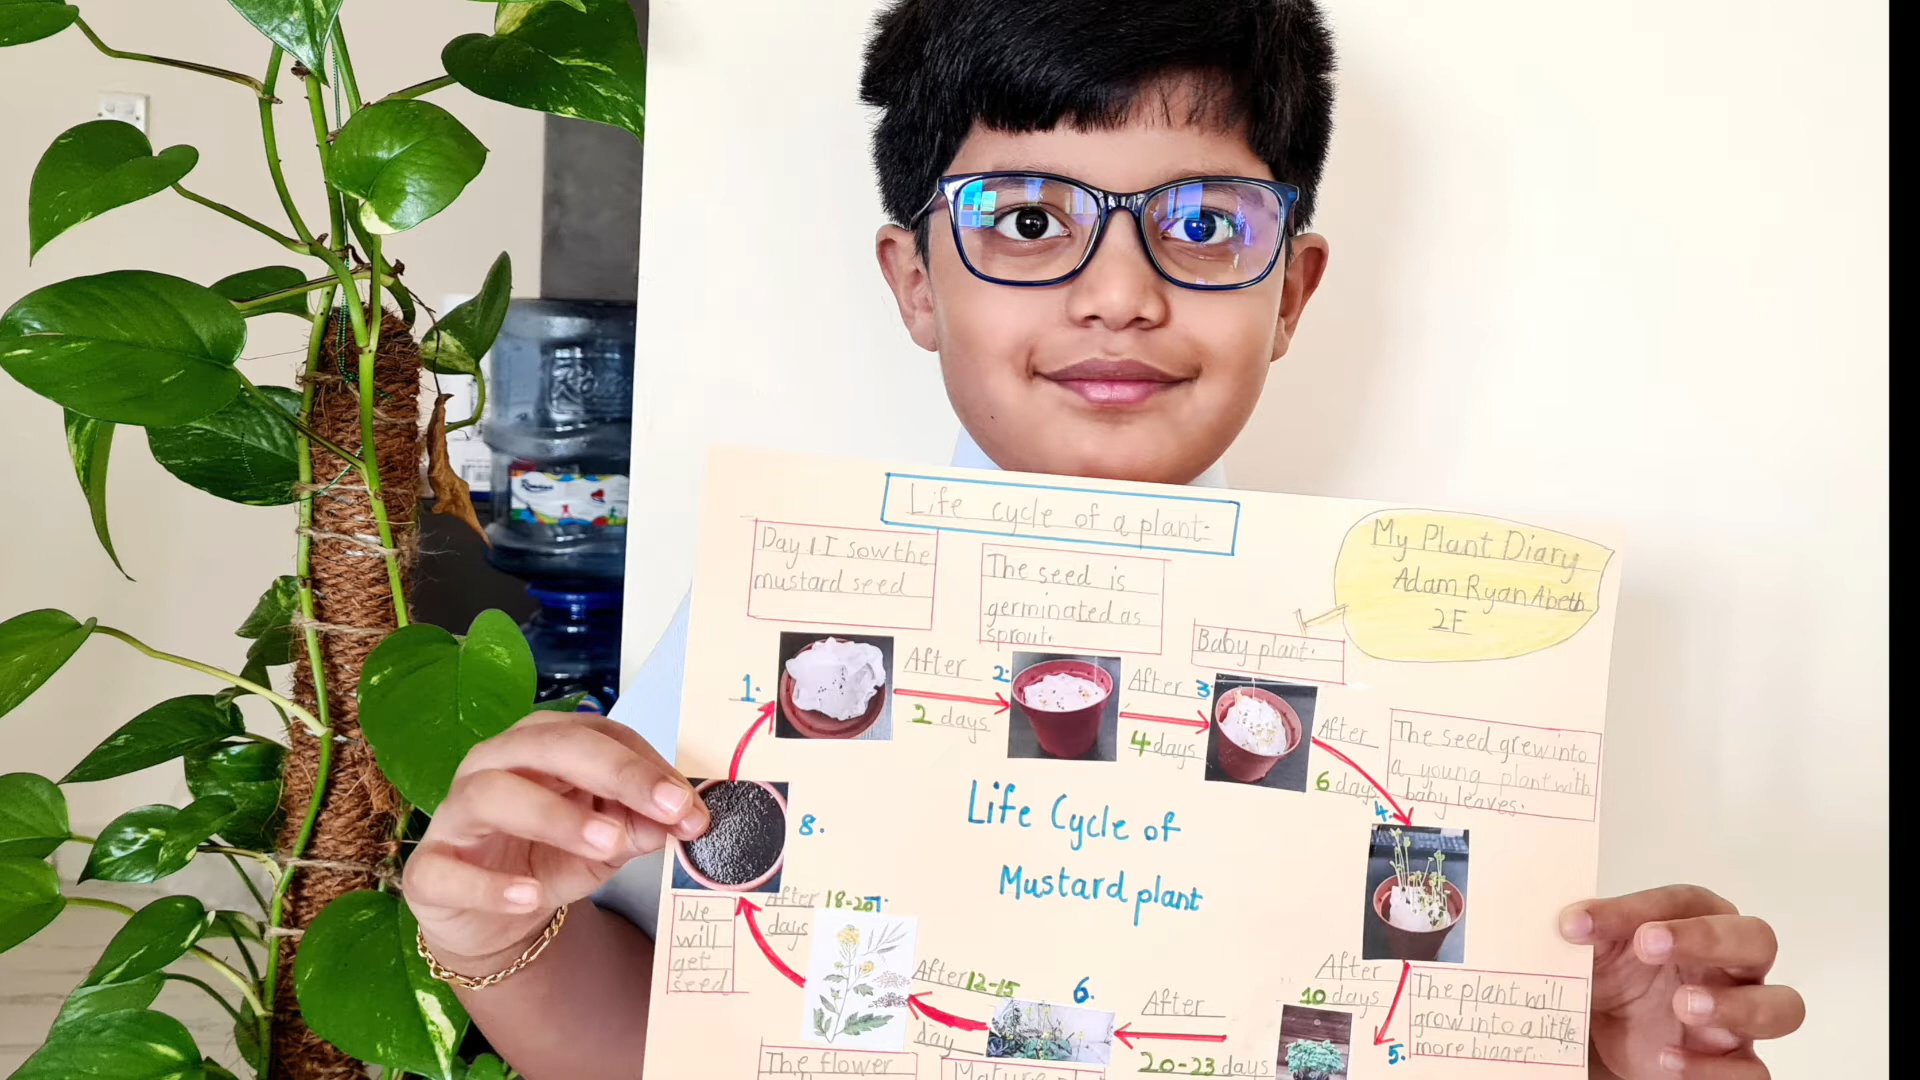 Life cycle of a plant.
My Plant Diary
Adam Ryan Abeth
2F
Day 1 I sow the
mustard seed
The seed is
germinated as
sprout.
Baby plant.
1.
After
2 days
2.
After
4 days
3.
After
6 days
The seed grew into
a young plant with
baby leaves.
4.
Life Cycle of
Mustard plant
After
10 days
The plant will
grow into a little
more bigger.
5.
After
20-23 days
6.
After 12-15
day
The flower
7.
After 18-20
days
8.
We
will
get
seed